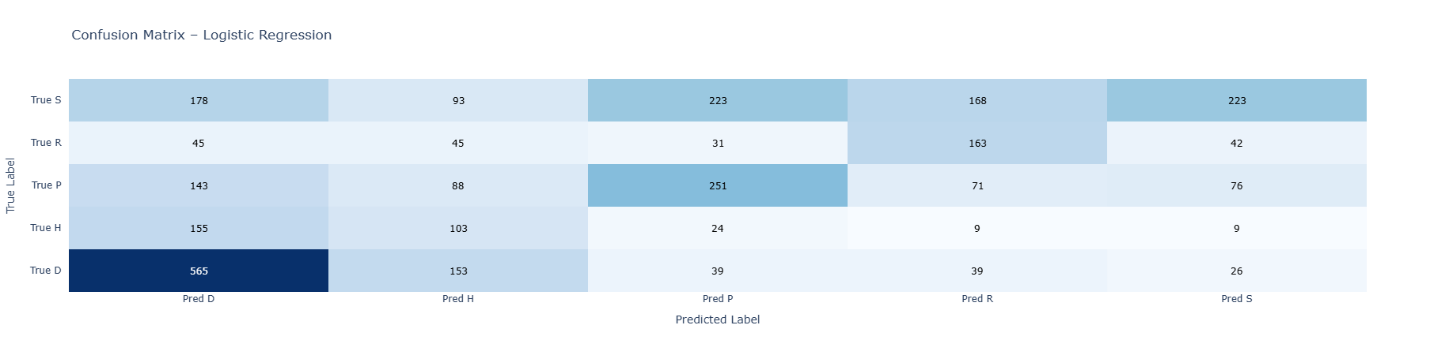 Confusion Matrix – Logistic Regression
True S 178 93 223 168 223
True R 45 45 31 163 42
True P 143 88 251 71 76
True H 155 103 24 9 9
True D 565 153 39 39 26
Pred D Pred H Pred P Pred R Pred S
Predicted Label
True Label